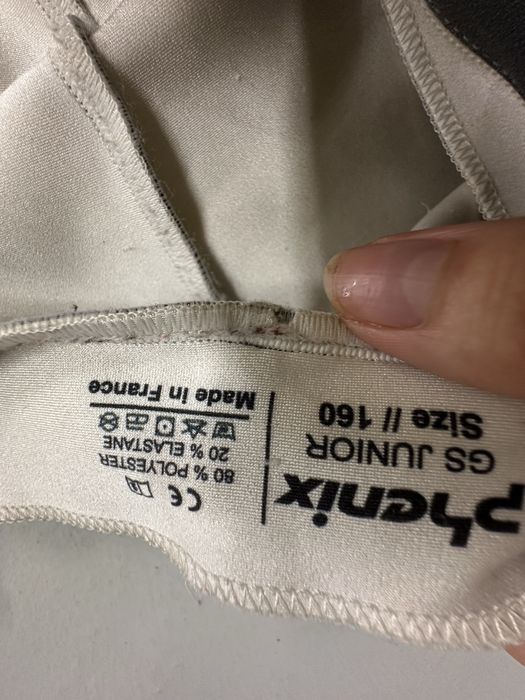 phenix
GS JUNIOR
Size // 160
CE
80 % POLYESTER
20 % ELASTANE
Made in France